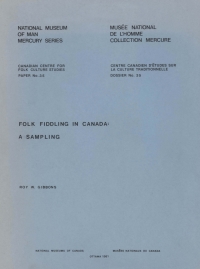 NATIONAL MUSEUM
OF MAN
MERCURY SERIES
MUSÉE NATIONAL
DE L'HOMME
COLLECTION MERCURE
CANADIAN CENTRE FOR
FOLK CULTURE STUDIES
PAPER No.
CENTRE CANADIEN D'ÉTUDES SUR
LA CULTURE TRADITIONNELLE
DOSSIER No.
FOLK FIDDLING IN CANADA:
A SAMPLING
ROY W. GIBBONS
NATIONAL MUSEUMS OF CANADA
MUSÉES NATIONAUX DU CANADA
OTTAWA 1981